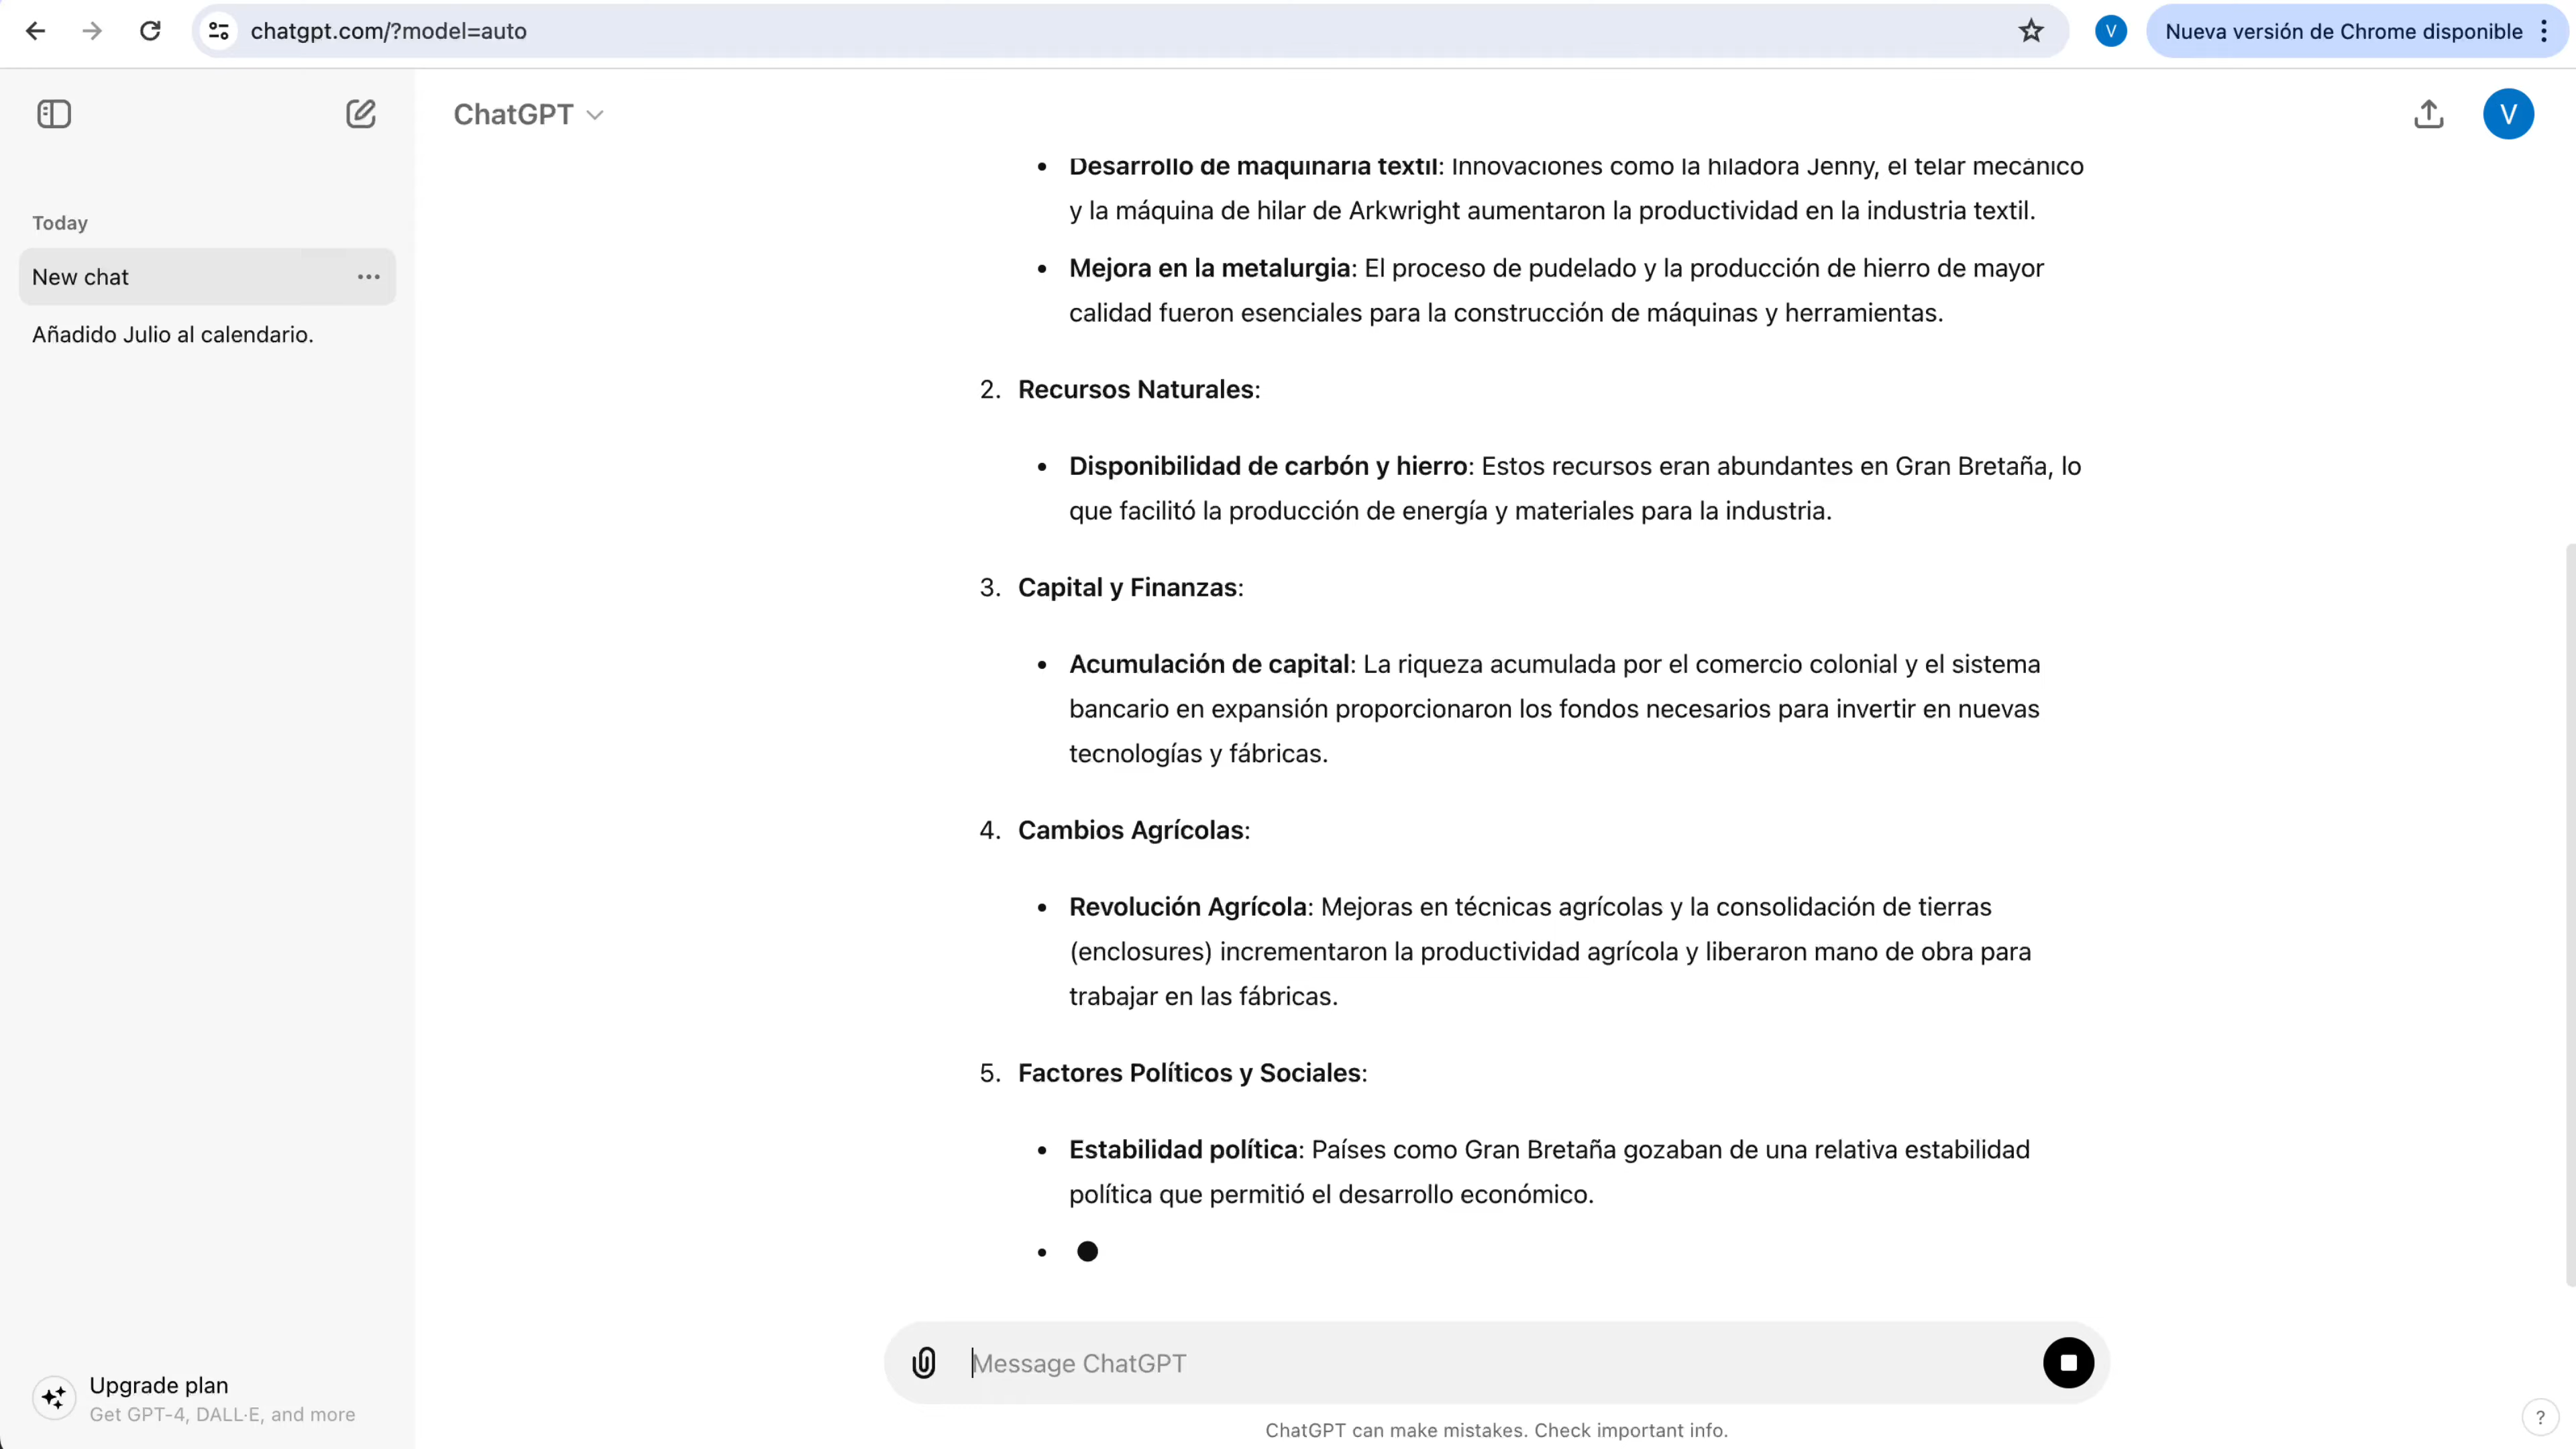 chatgpt.com/?model=auto
V
Nueva versión de Chrome disponible
ChatGPT
V
Today
New chat
Añadido Julio al calendario.
• Desarrollo de maquinaria textil: Innovaciones como la hiladora Jenny, el telar mecánico
y la máquina de hilar de Arkwright aumentaron la productividad en la industria textil.
• Mejora en la metalurgia: El proceso de pudelado y la producción de hierro de mayor
calidad fueron esenciales para la construcción de máquinas y herramientas.
2. Recursos Naturales:
• Disponibilidad de carbón y hierro: Estos recursos eran abundantes en Gran Bretaña, lo
que facilitó la producción de energía y materiales para la industria.
3. Capital y Finanzas:
• Acumulación de capital: La riqueza acumulada por el comercio colonial y el sistema
bancario en expansión proporcionaron los fondos necesarios para invertir en nuevas
tecnologías y fábricas.
4. Cambios Agrícolas:
• Revolución Agrícola: Mejoras en técnicas agrícolas y la consolidación de tierras
(enclosures) incrementaron la productividad agrícola y liberaron mano de obra para
trabajar en las fábricas.
5. Factores Políticos y Sociales:
• Estabilidad política: Países como Gran Bretaña gozaban de una relativa estabilidad
política que permitió el desarrollo económico.
Message ChatGPT
Upgrade plan
Get GPT-4, DALL·E, and more
ChatGPT can make mistakes. Check important info.
?